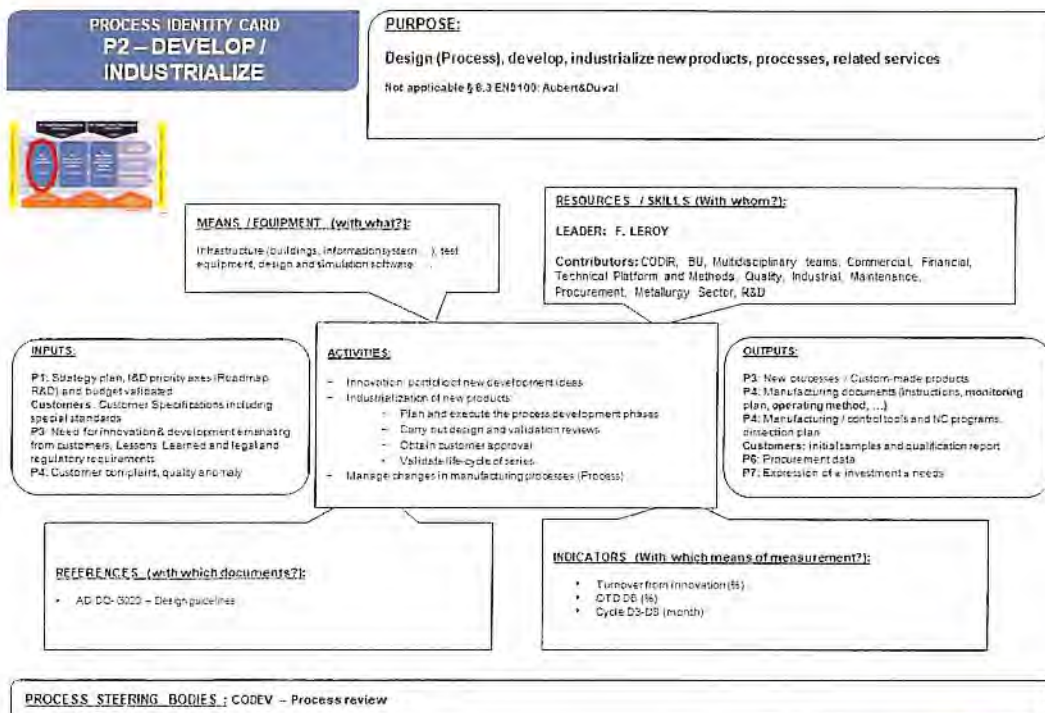 PROCESS IDENTITY CARD
P2 – DEVELOP /
INDUSTRIALIZE
PURPOSE:
Design (Process), develop, industrialize new products, processes, related services
Not applicable § 8.3 EN9100: Aubert&Duval
MEANS / EQUIPMENT (with what?):
Infrastructure (buildings, information system ...), test
equipment, design and simulation software ...
RESOURCES / SKILLS (With whom?):
LEADER: F. LEROY
Contributors: CODIR, BU, Multidisciplinary teams, Commercial, Financial,
Technical Platform and Methods, Quality, Industrial, Maintenance,
Procurement, Metallurgy Sector, R&D
INPUTS:
P1: Strategy plan, I&D priority axes (Roadmap
R&D) and budget validated
Customers: Customer Specifications including
special standards
P3: Need for innovation & development emanating
from customers, Lessons Learned and legal and
regulatory requirements
P4: Customer complaint, quality anomaly
ACTIVITIES:
- Innovation: portfolio of new development ideas
- Industrialization of new products:
- Plan and execute the process development phases
- Carry out design and validation reviews
- Obtain customer approval
- Validate life-cycle of series
- Manage changes in manufacturing processes (Process)
OUTPUTS:
P3: New processes / Custom-made products
P4: Manufacturing documents (instructions, monitoring
plan, operating method, ...)
P4: Manufacturing / control tools and NC programs,
dissection plan
Customers: initial samples and qualification report
P6: Procurement data
P7: Expression of e investment a needs
REFERENCES (with which documents?):
• Design guidelines
INDICATORS (With which means of measurement?):
• Turnover from innovation (%)
• OTD (%)
• Cycle (month)
PROCESS STEERING BODIES : CODEV – Process review